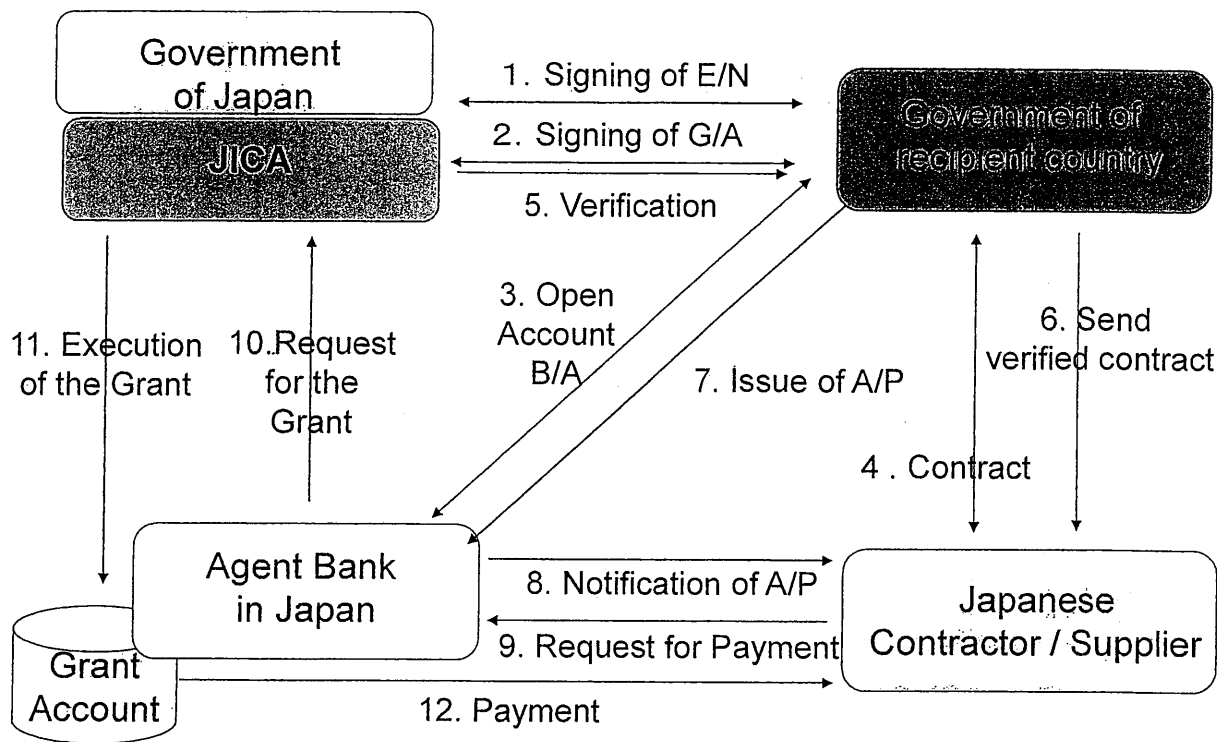 Government
of Japan
JICA
1. Signing of E/N
2. Signing of G/A
5. Verification
Government of
recipient country
3. Open
Account
B/A
7. Issue of A/P
6. Send
verified contract
4 . Contract
11. Execution
of the Grant
10. Request
for the
Grant
Agent Bank
in Japan
8. Notification of A/P
9. Request for Payment
Japanese
Contractor / Supplier
Grant
Account
12. Payment